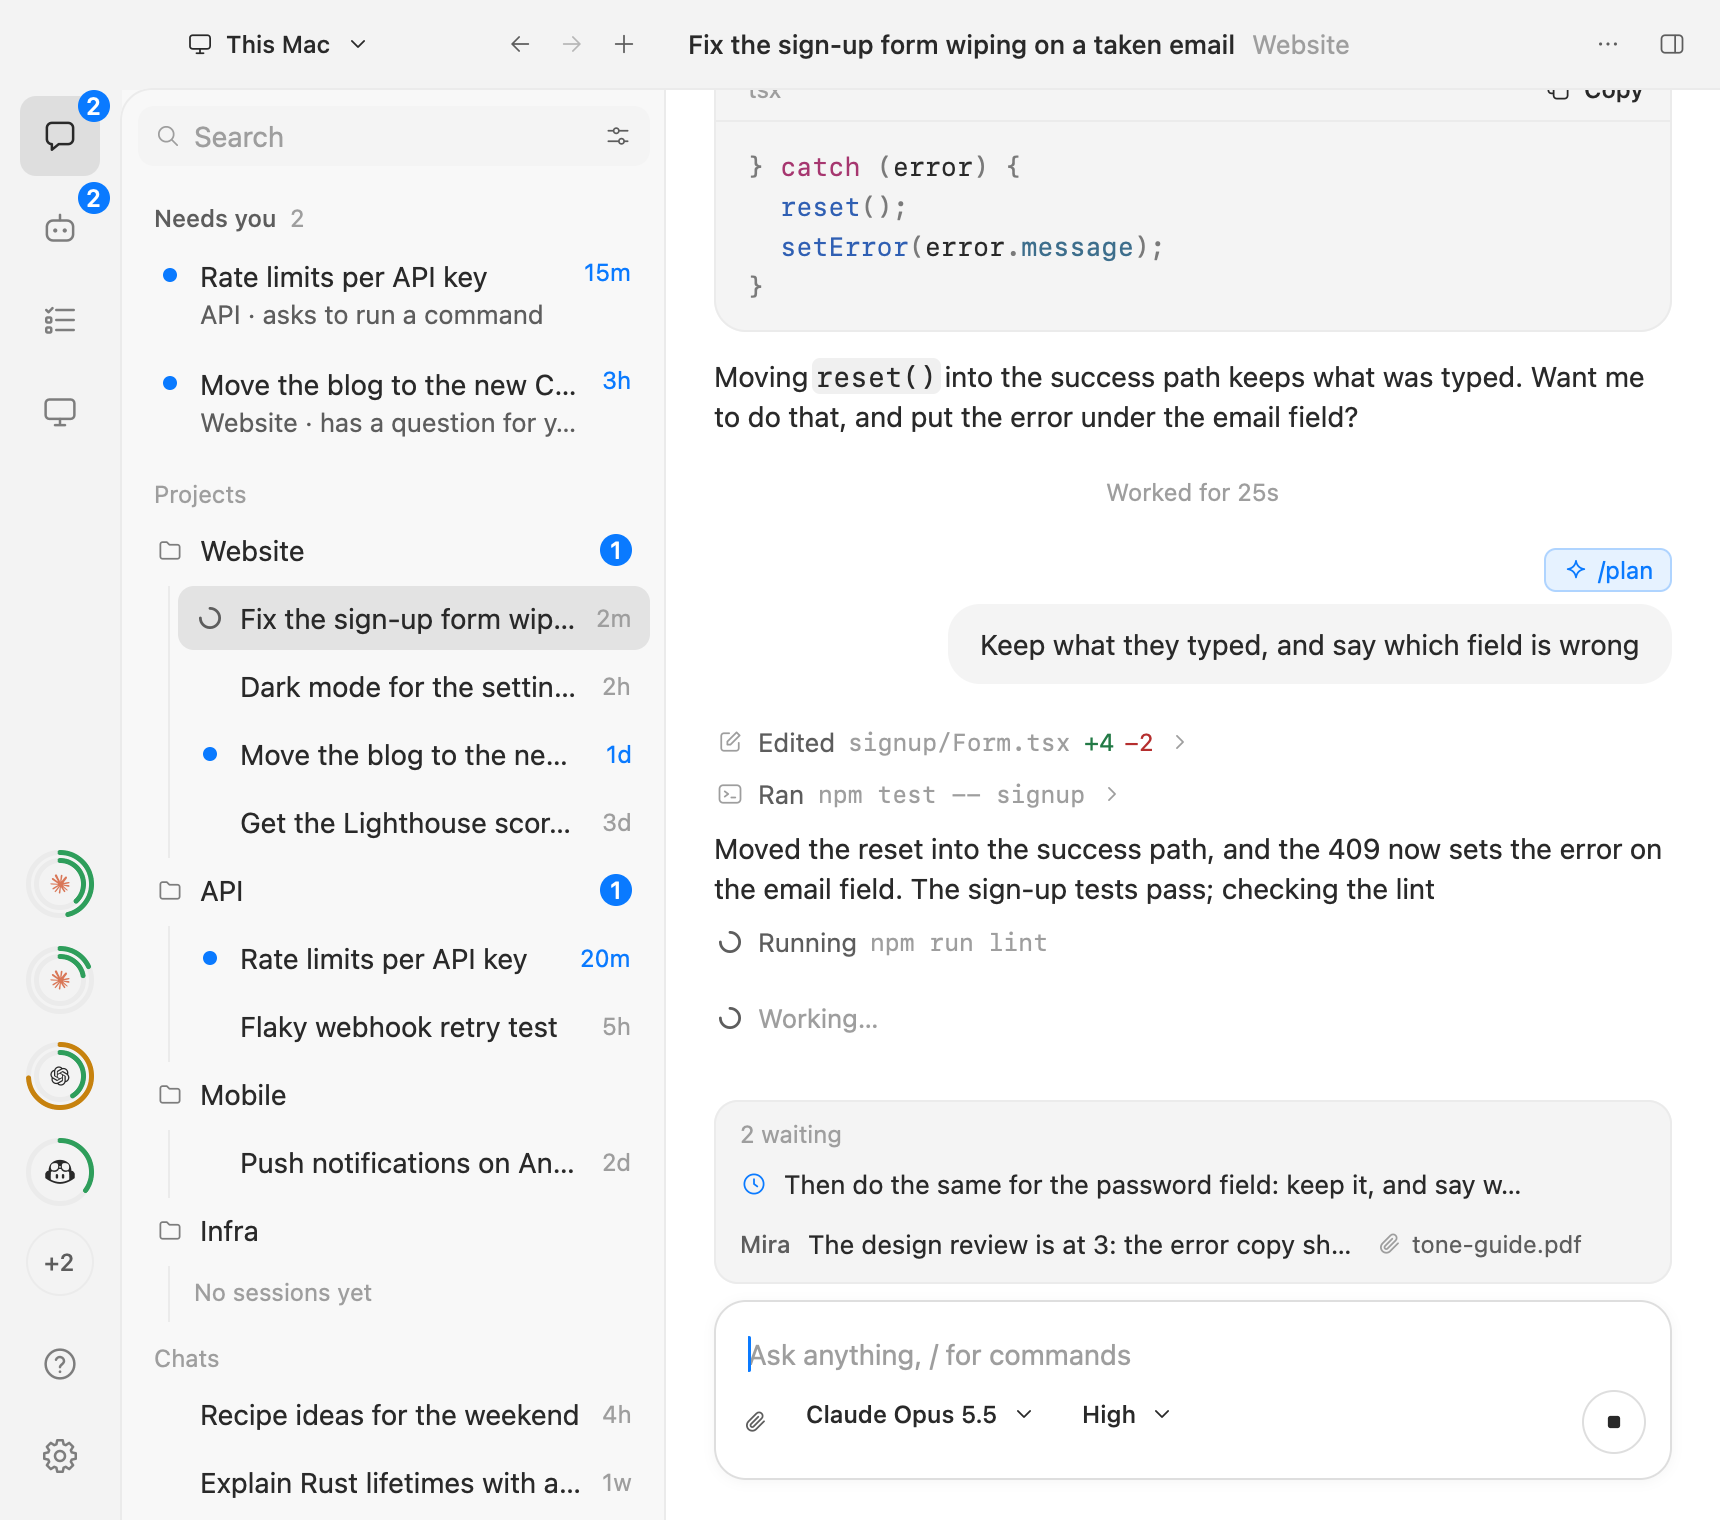 This Mac
Fix the sign-up form wiping on a taken email Website
2
2
+2
Search
Needs you 2
Rate limits per API key 15m
API · asks to run a command
Move the blog to the new C... 3h
Website · has a question for y...
Projects
Website 1
Fix the sign-up form wip... 2m
Dark mode for the settin... 2h
Move the blog to the ne... 1d
Get the Lighthouse scor... 3d
API 1
Rate limits per API key 20m
Flaky webhook retry test 5h
Mobile
Push notifications on An... 2d
Infra
No sessions yet
Chats
Recipe ideas for the weekend 4h
Explain Rust lifetimes with a... 1w
tsx Copy
} catch (error) {
reset();
setError(error.message);
}
Moving reset() into the success path keeps what was typed. Want me
to do that, and put the error under the email field?
Worked for 25s
/plan
Keep what they typed, and say which field is wrong
Edited signup/Form.tsx +4 −2
Ran npm test -- signup
Moved the reset into the success path, and the 409 now sets the error on
the email field. The sign-up tests pass; checking the lint
Running npm run lint
Working...
2 waiting
Then do the same for the password field: keep it, and say w...
Mira The design review is at 3: the error copy sh... tone-guide.pdf
Ask anything, / for commands
Claude Opus 5.5 High